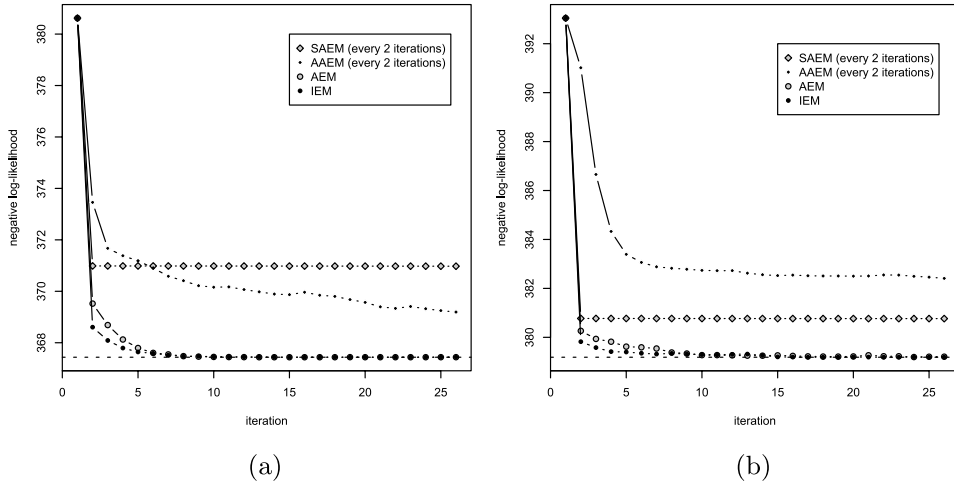 380
378
376
374
372
370
368
negative log-likelihood
SAEM (every 2 iterations)
AAEM (every 2 iterations)
AEM
IEM
0
5
10
15
20
25
iteration
(a)
392
390
388
386
384
382
380
negative log-likelihood
SAEM (every 2 iterations)
AAEM (every 2 iterations)
AEM
IEM
0
5
10
15
20
25
iteration
(b)